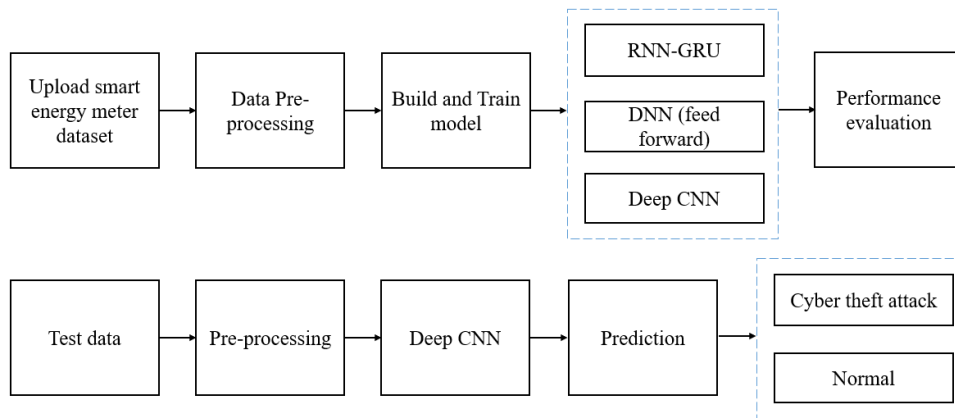 Upload smart
energy meter
dataset
Data Pre-
processing
Build and Train
model
RNN-GRU
DNN (feed
forward)
Deep CNN
Performance
evaluation
Test data
Pre-processing
Deep CNN
Prediction
Cyber theft attack
Normal